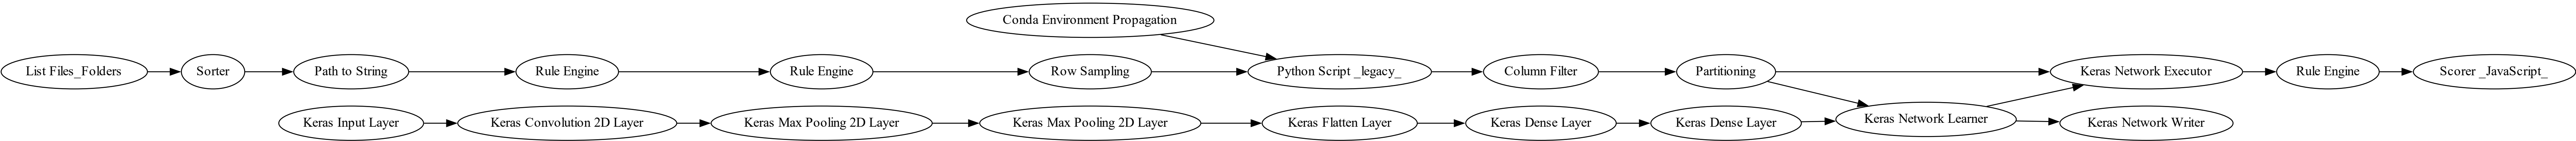 Conda Environment Propagation
List Files_Folders
Sorter
Path to String
Rule Engine
Rule Engine
Row Sampling
Python Script _legacy_
Column Filter
Partitioning
Keras Network Executor
Rule Engine
Scorer _JavaScript_
Keras Input Layer
Keras Convolution 2D Layer
Keras Max Pooling 2D Layer
Keras Max Pooling 2D Layer
Keras Flatten Layer
Keras Dense Layer
Keras Dense Layer
Keras Network Learner
Keras Network Writer